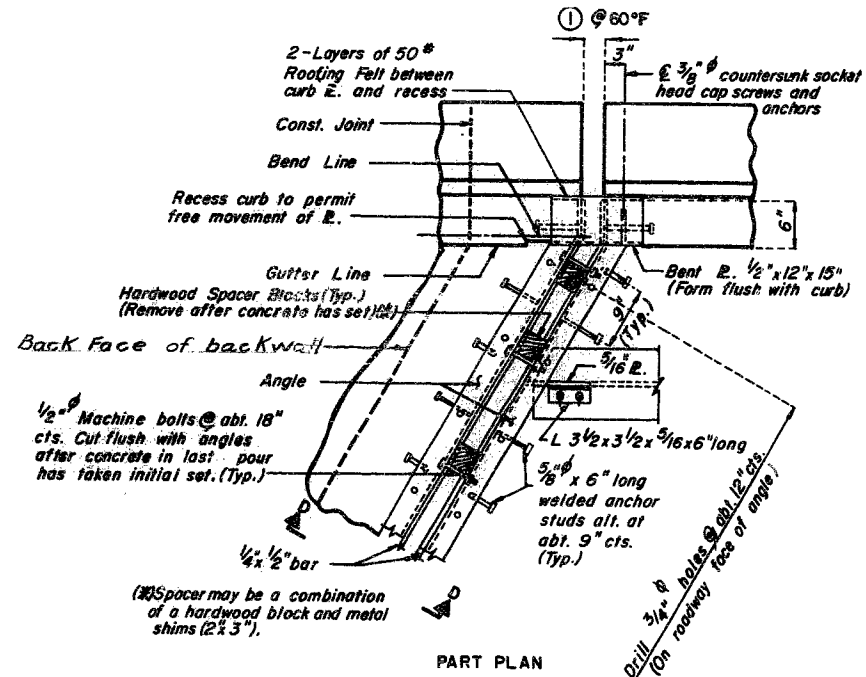 ① @ 60°F
3"
2-Layers of 50#
Roofing Felt between
curb ℄. and recess
℄ 3/8"ϕ countersunk socket
head cap screws and
anchors
Const. Joint
Bend Line
Recess curb to permit
free movement of ℄.
6"
Gutter Line
Hardwood Spacer Blocks (Typ.)
(Remove after concrete has set)(*)
Bent ℄. 1/2"x12"x15"
(Form flush with curb)
9"
(Typ.)
Back Face of backwall
5/16" ℄.
Angle
L 3 1/2x3 1/2x5/16x6"long
1/2"ϕ Machine bolts @ abt. 18"
cts. Cut flush with angles
after concrete in last pour
has taken initial set. (Typ.)
5/8"ϕ x 6" long
welded anchor
studs alt. at
abt. 9" cts.
(Typ.)
Drill 3/4"ϕ holes @ abt. 12" cts.
(On roadway face of angle)
D
1/4"x 1/2" bar
D
(*)Spacer may be a combination
of a hardwood block and metal
shims (2"x 3").
PART PLAN